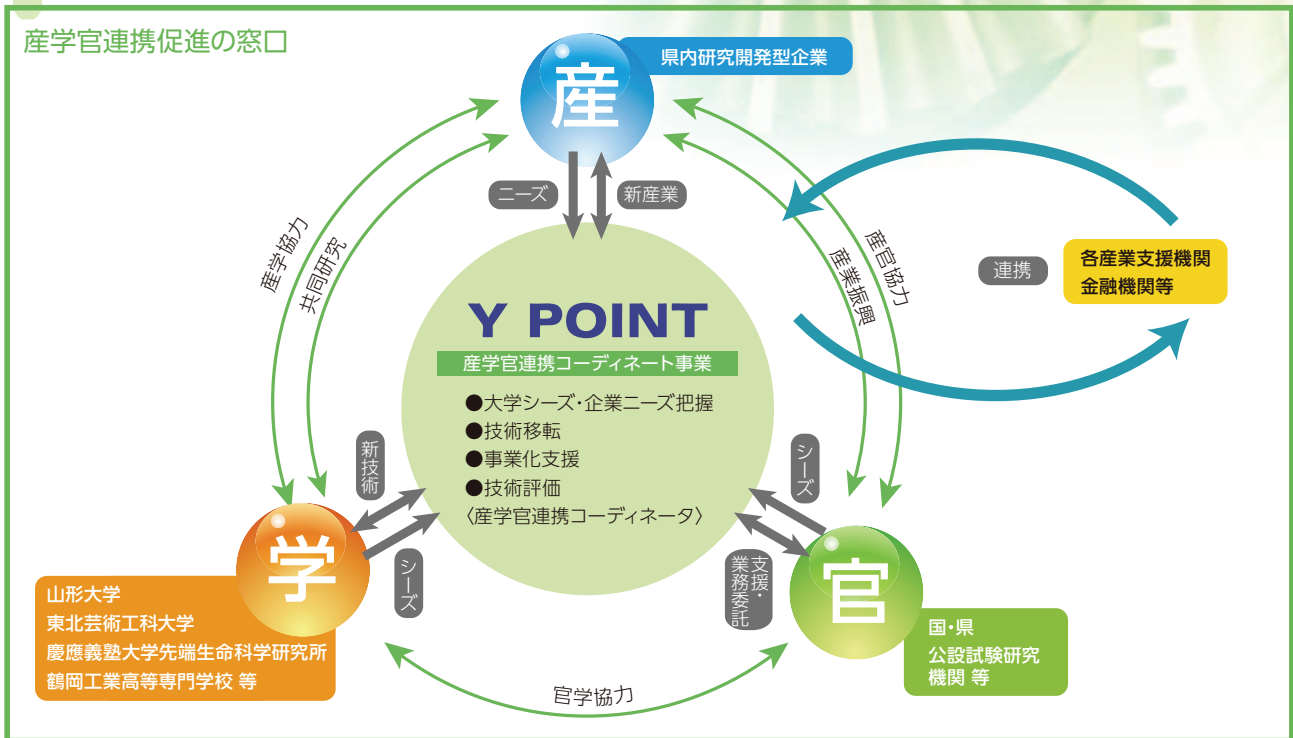 産学官連携促進の窓口
産
県内研究開発型企業
ニーズ
新産業
産学協力
共同研究
産官協力
産業振興
連携
各産業支援機関
金融機関等
Y POINT
産学官連携コーディネート事業
●大学シーズ・企業ニーズ把握
●技術移転
●事業化支援
●技術評価
〈産学官連携コーディネータ〉
新技術
シーズ
シーズ
支援・
業務委託
学
山形大学
東北芸術工科大学
慶應義塾大学先端生命科学研究所
鶴岡工業高等専門学校 等
官
国・県
公設試験研究
機関 等
官学協力